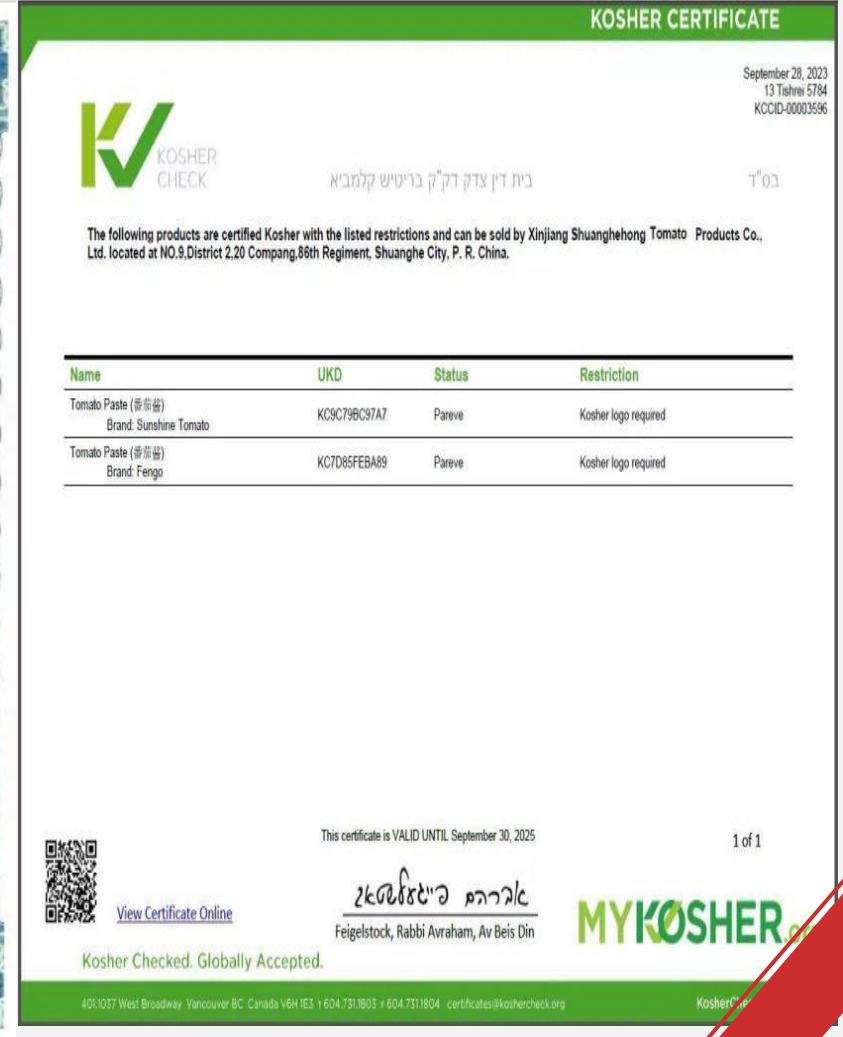 KOSHER CERTIFICATE
September 28, 2023
13 Tishrei 5784
KCCID-00003596
KOSHER
CHECK
בית דין צדק דק"ק בריטיש קלמביא
בס"ד
The following products are certified Kosher with the listed restrictions and can be sold by Xinjiang Shuanghehong Tomato Products Co.,
Ltd. located at NO.9,District 2,20 Compang,86th Regiment, Shuanghe City, P. R. China.
Name UKD Status Restriction
Tomato Paste (番茄酱)
Brand: Sunshine Tomato
KC9C79BC97A7 Pareve Kosher logo required
Tomato Paste (番茄酱)
Brand: Fengo
KC7D85FEBA89 Pareve Kosher logo required
This certificate is VALID UNTIL September 30, 2025
1 of 1
View Certificate Online
Feigelstock, Rabbi Avraham, Av Beis Din
MYKOSHER
Kosher Checked. Globally Accepted.
401.1037 West Broadway Vancouver BC Canada V6H 1E3 T 604.731.1803 F 604.731.1804 certificates@koshercheck.org